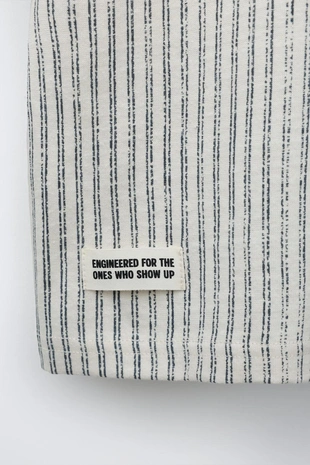 ENGINEERED FOR THE
ONES WHO SHOW UP